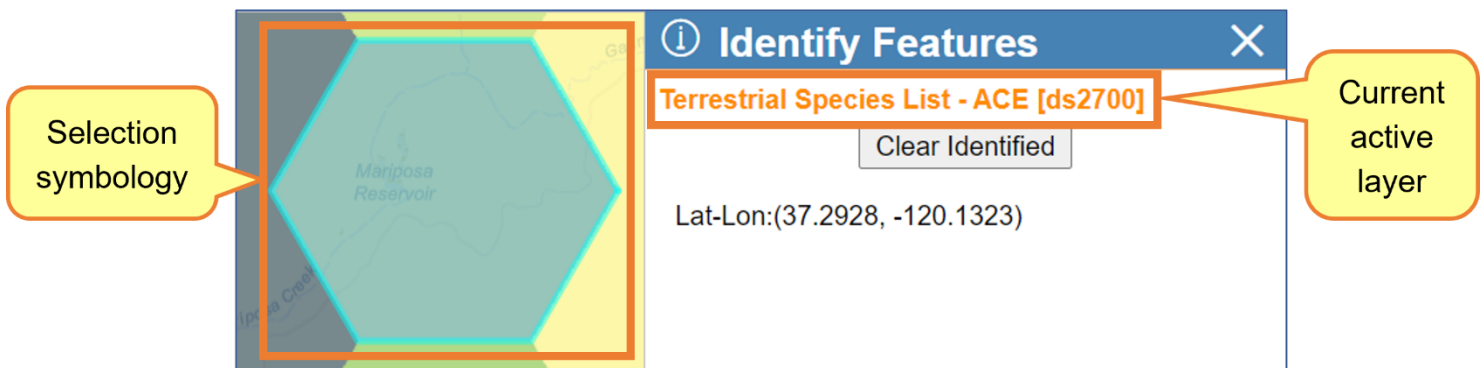 Selection
symbology
Mariposa
Reservoir
ⓘ Identify Features
Terrestrial Species List - ACE [ds2700]
Clear Identified
Lat-Lon:(37.2928, -120.1323)
Current
active
layer